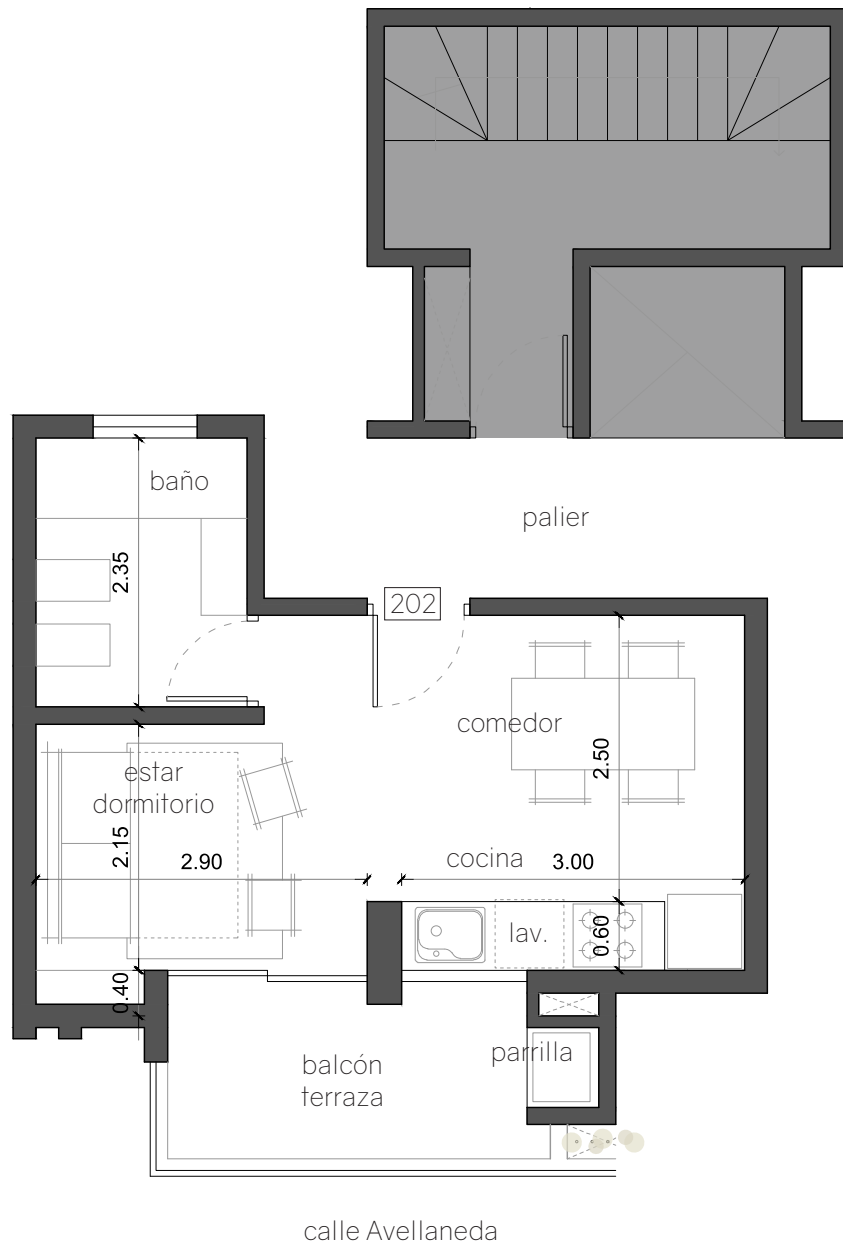 baño
2.35
palier
202
comedor
2.50
estar
dormitorio
2.15
2.90
cocina
3.00
lav.
0.60
0.40
balcón
terraza
parrilla
calle Avellaneda